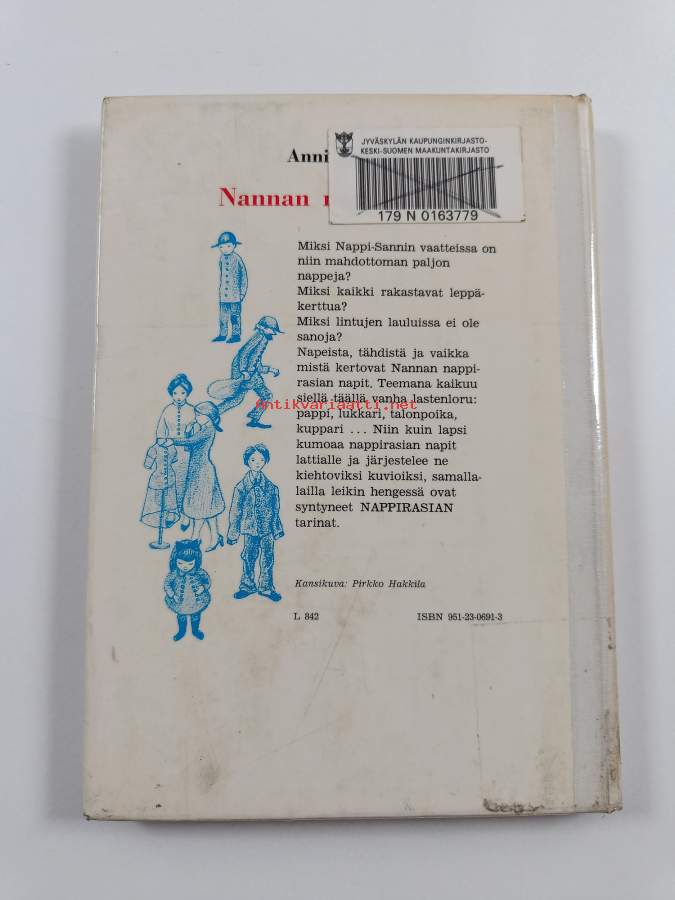 JYVÄSKYLÄN KAUPUNGINKIRJASTO-
KESKI-SUOMEN MAAKUNTAKIRJASTO
179 N 0163779
Anni
Nannan
Miksi Nappi-Sannin vaatteissa on
niin mahdottoman paljon
nappeja?
Miksi kaikki rakastavat leppä-
kerttua?
Miksi lintujen lauluissa ei ole
sanoja?
Napeista, tähdistä ja vaikka
mistä kertovat Nannan nappi-
rasian napit. Teemana kaikuu
siellä täällä vanha lastenloru:
pappi, lukkari, talonpoika,
kuppari ... Niin kuin lapsi
kumoaa nappirasian napit
lattialle ja järjestelee ne
kiehtoviksi kuvioiksi, samalla-
lailla leikin hengessä ovat
syntyneet NAPPIRASIAN
tarinat.
Antikvariaatti.net
Kansikuva: Pirkko Hakkila
L 842 ISBN 951-23-0691-3